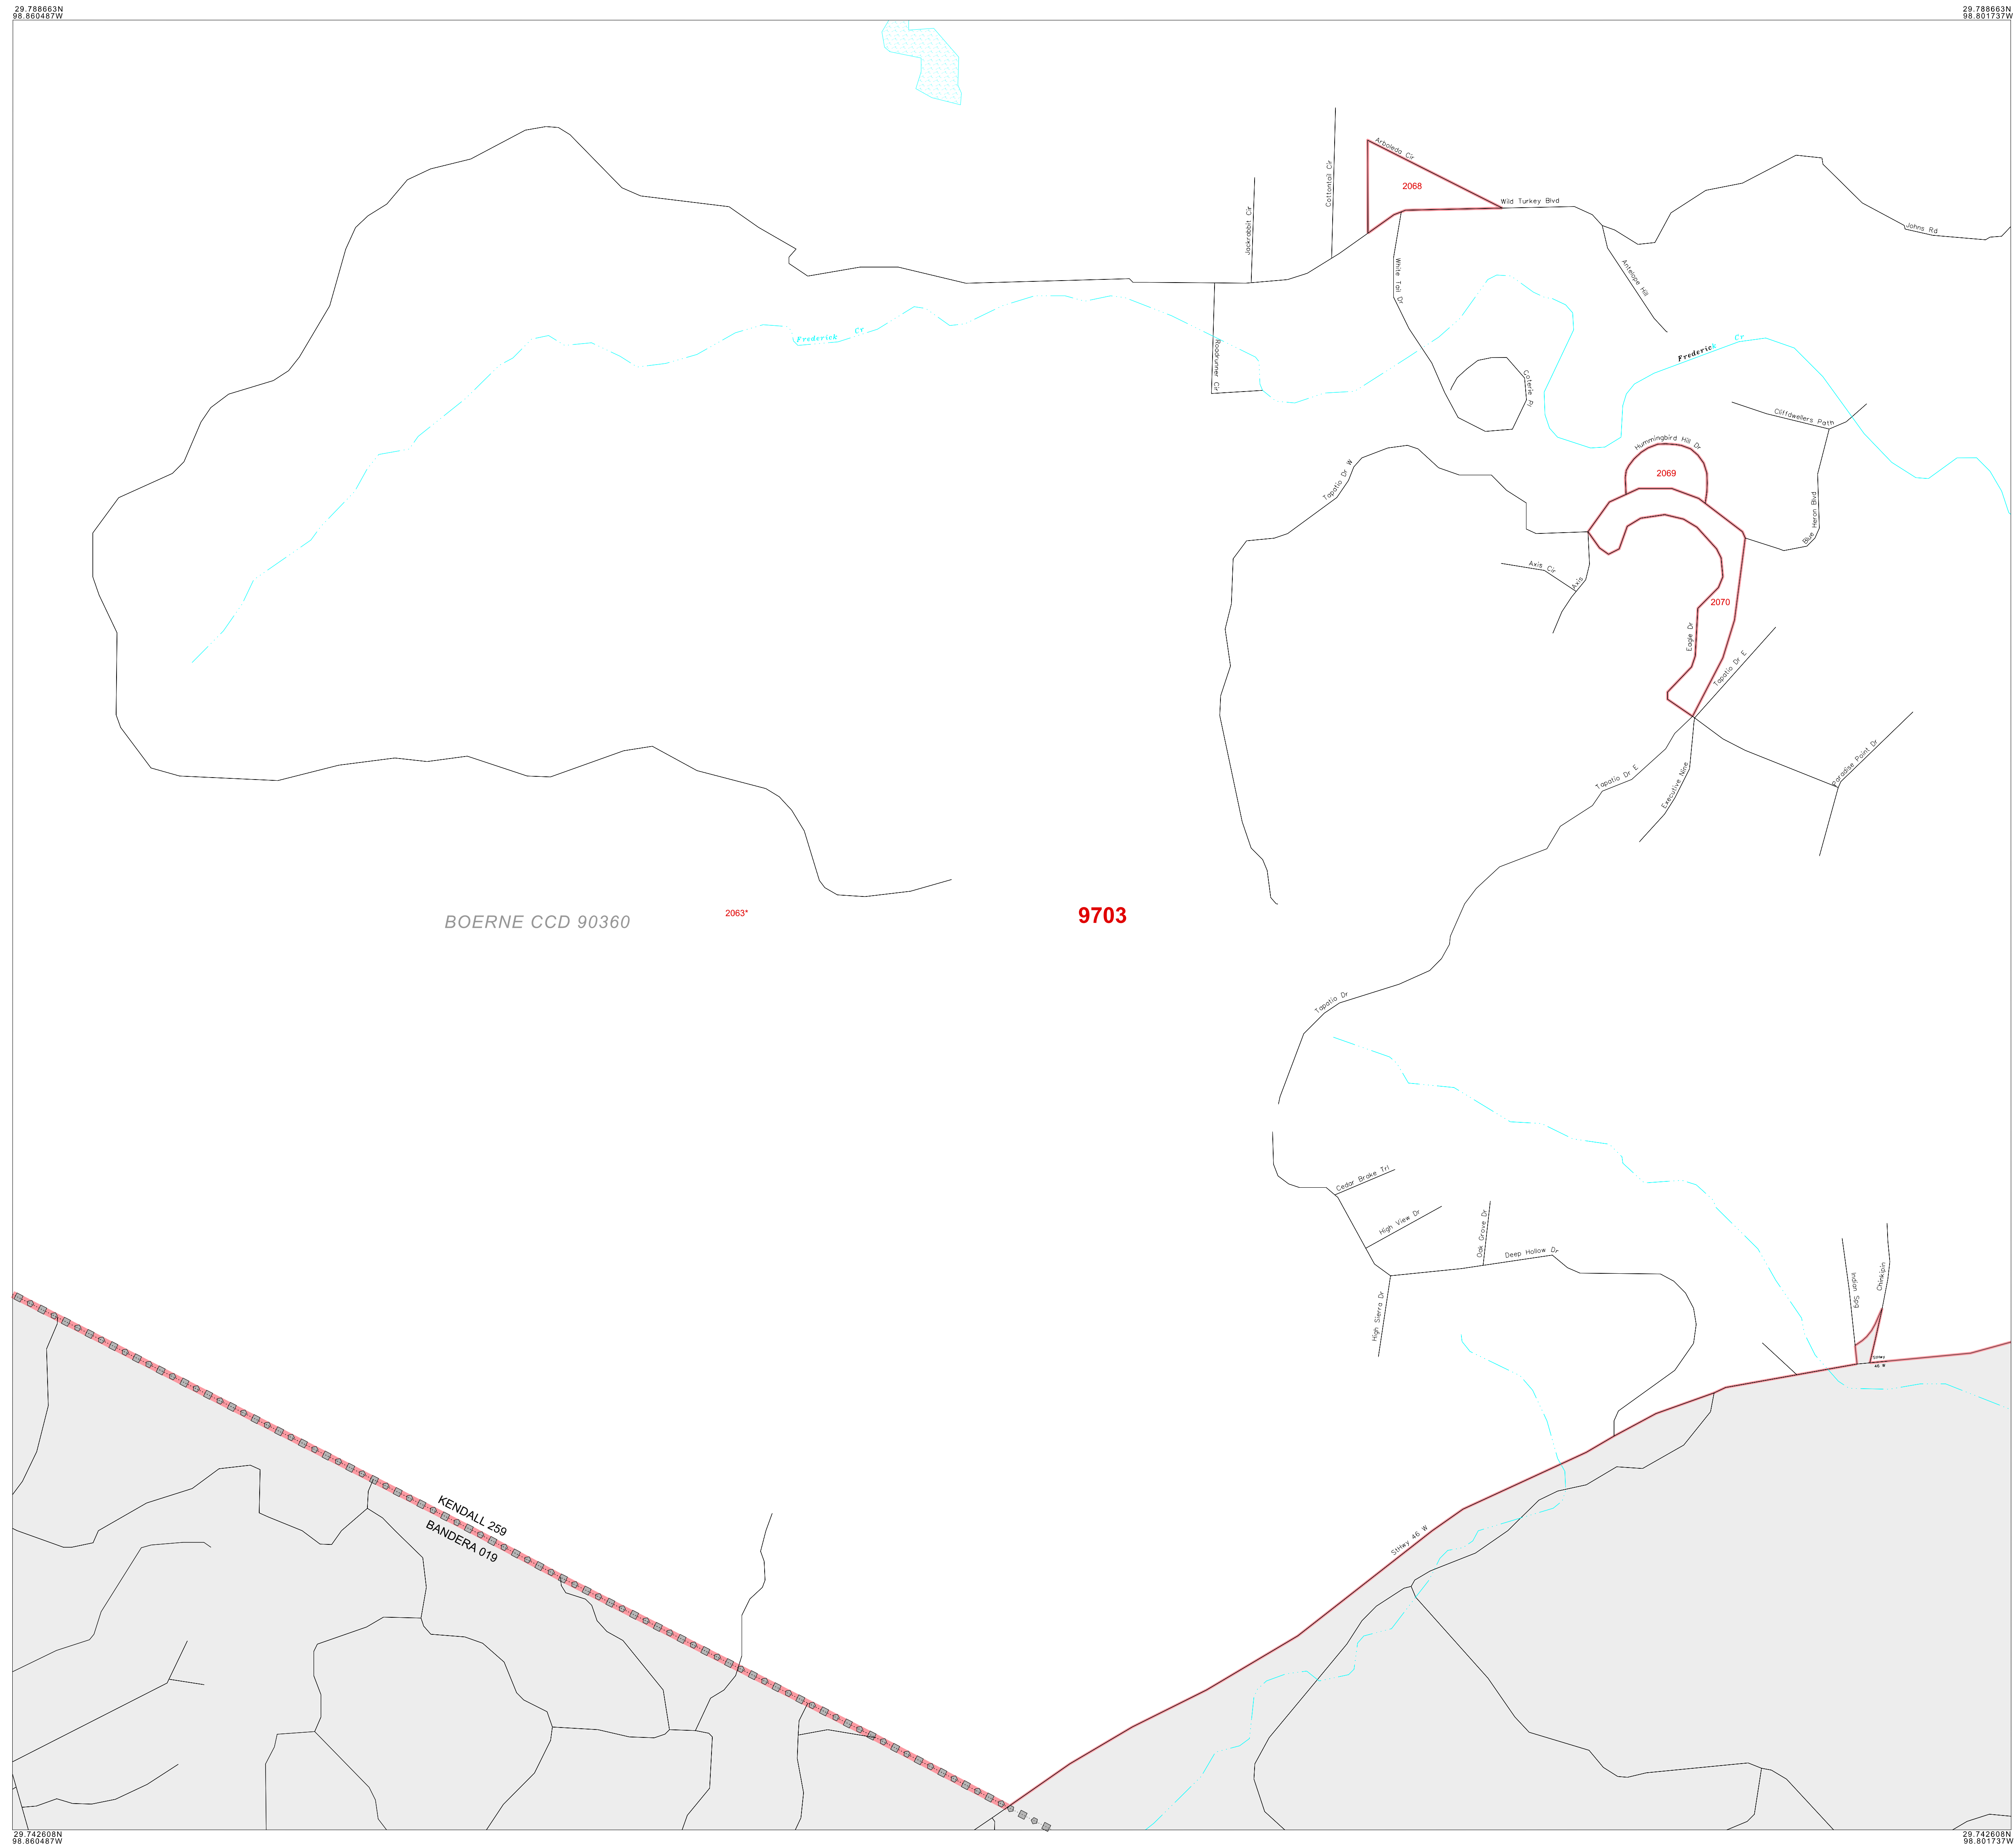 29.788663N
98.860487W
29.788663N
98.801737W
Arboleda Cir
2068
Cottontail Cir
Jackrabbit Cir
Wild Turkey Blvd
Johns Rd
White Tail Dr
Antelope Hill
Frederick Cr
Frederick Cr
Roadrunner Cir
Coterie Pl
Cliffdwellers Path
Hummingbird Hill Dr
2069
Tapatio Dr W
Blue Heron Blvd
Axis Cir
Axis
2070
Eagle Dr
Tapatio Dr E
Paradise Point Dr
Tapatio Dr E
Executive Nine
BOERNE CCD 90360
2063*
9703
Tapatio Dr
Cedar Brake Trl
High View Dr
Oak Grove Dr
Deep Hollow Dr
High Sierra Dr
Indian Spg
Chinkipin
StHwy
46 W
KENDALL 259
BANDERA 019
StHwy 46 W
29.742608N
98.860487W
29.742608N
98.801737W